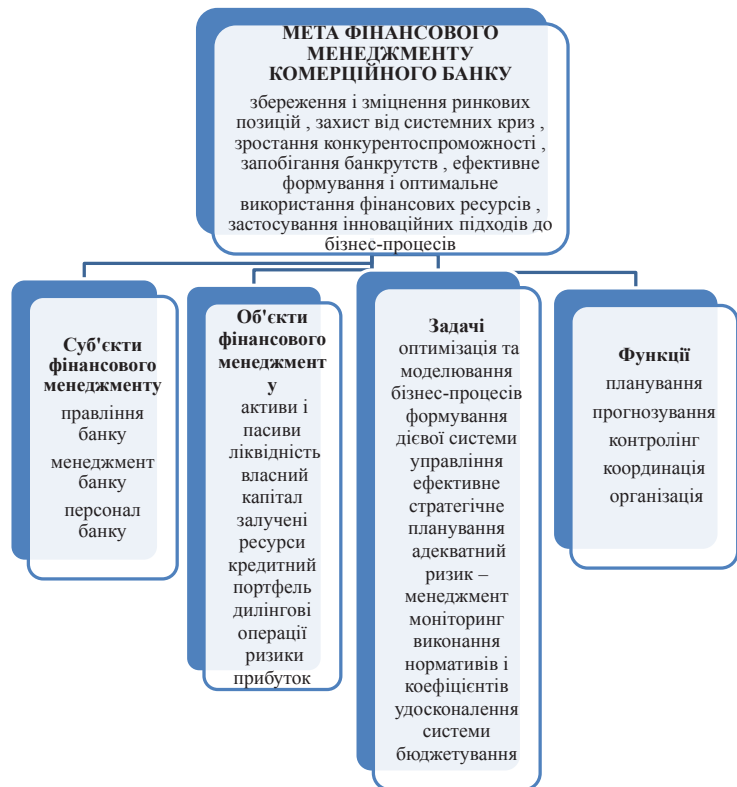 МЕТА ФІНАНСОВОГО
МЕНЕДЖМЕНТУ
КОМЕРЦІЙНОГО БАНКУ
збереження і зміцнення ринкових
позицій , захист від системних криз ,
зростання конкурентоспроможності ,
запобігання банкрутств , ефективне
формування і оптимальне
використання фінансових ресурсів ,
застосування інноваційних підходів до
бізнес-процесів
Суб'єкти
фінансового
менеджменту
правління
банку
менеджмент
банку
персонал
банку
Об'єкти
фінансового
менеджмент
у
активи і
пасиви
ліквідність
власний
капітал
залучені
ресурси
кредитний
портфель
дилінгові
операції
ризики
прибуток
Задачі
оптимізація та
моделювання
бізнес-процесів
формування
дієвої системи
управління
ефективне
стратегічне
планування
адекватний
ризик –
менеджмент
моніторинг
виконання
нормативів і
коефіцієнтів
удосконалення
системи
бюджетування
Функції
планування
прогнозування
контролінг
координація
організація